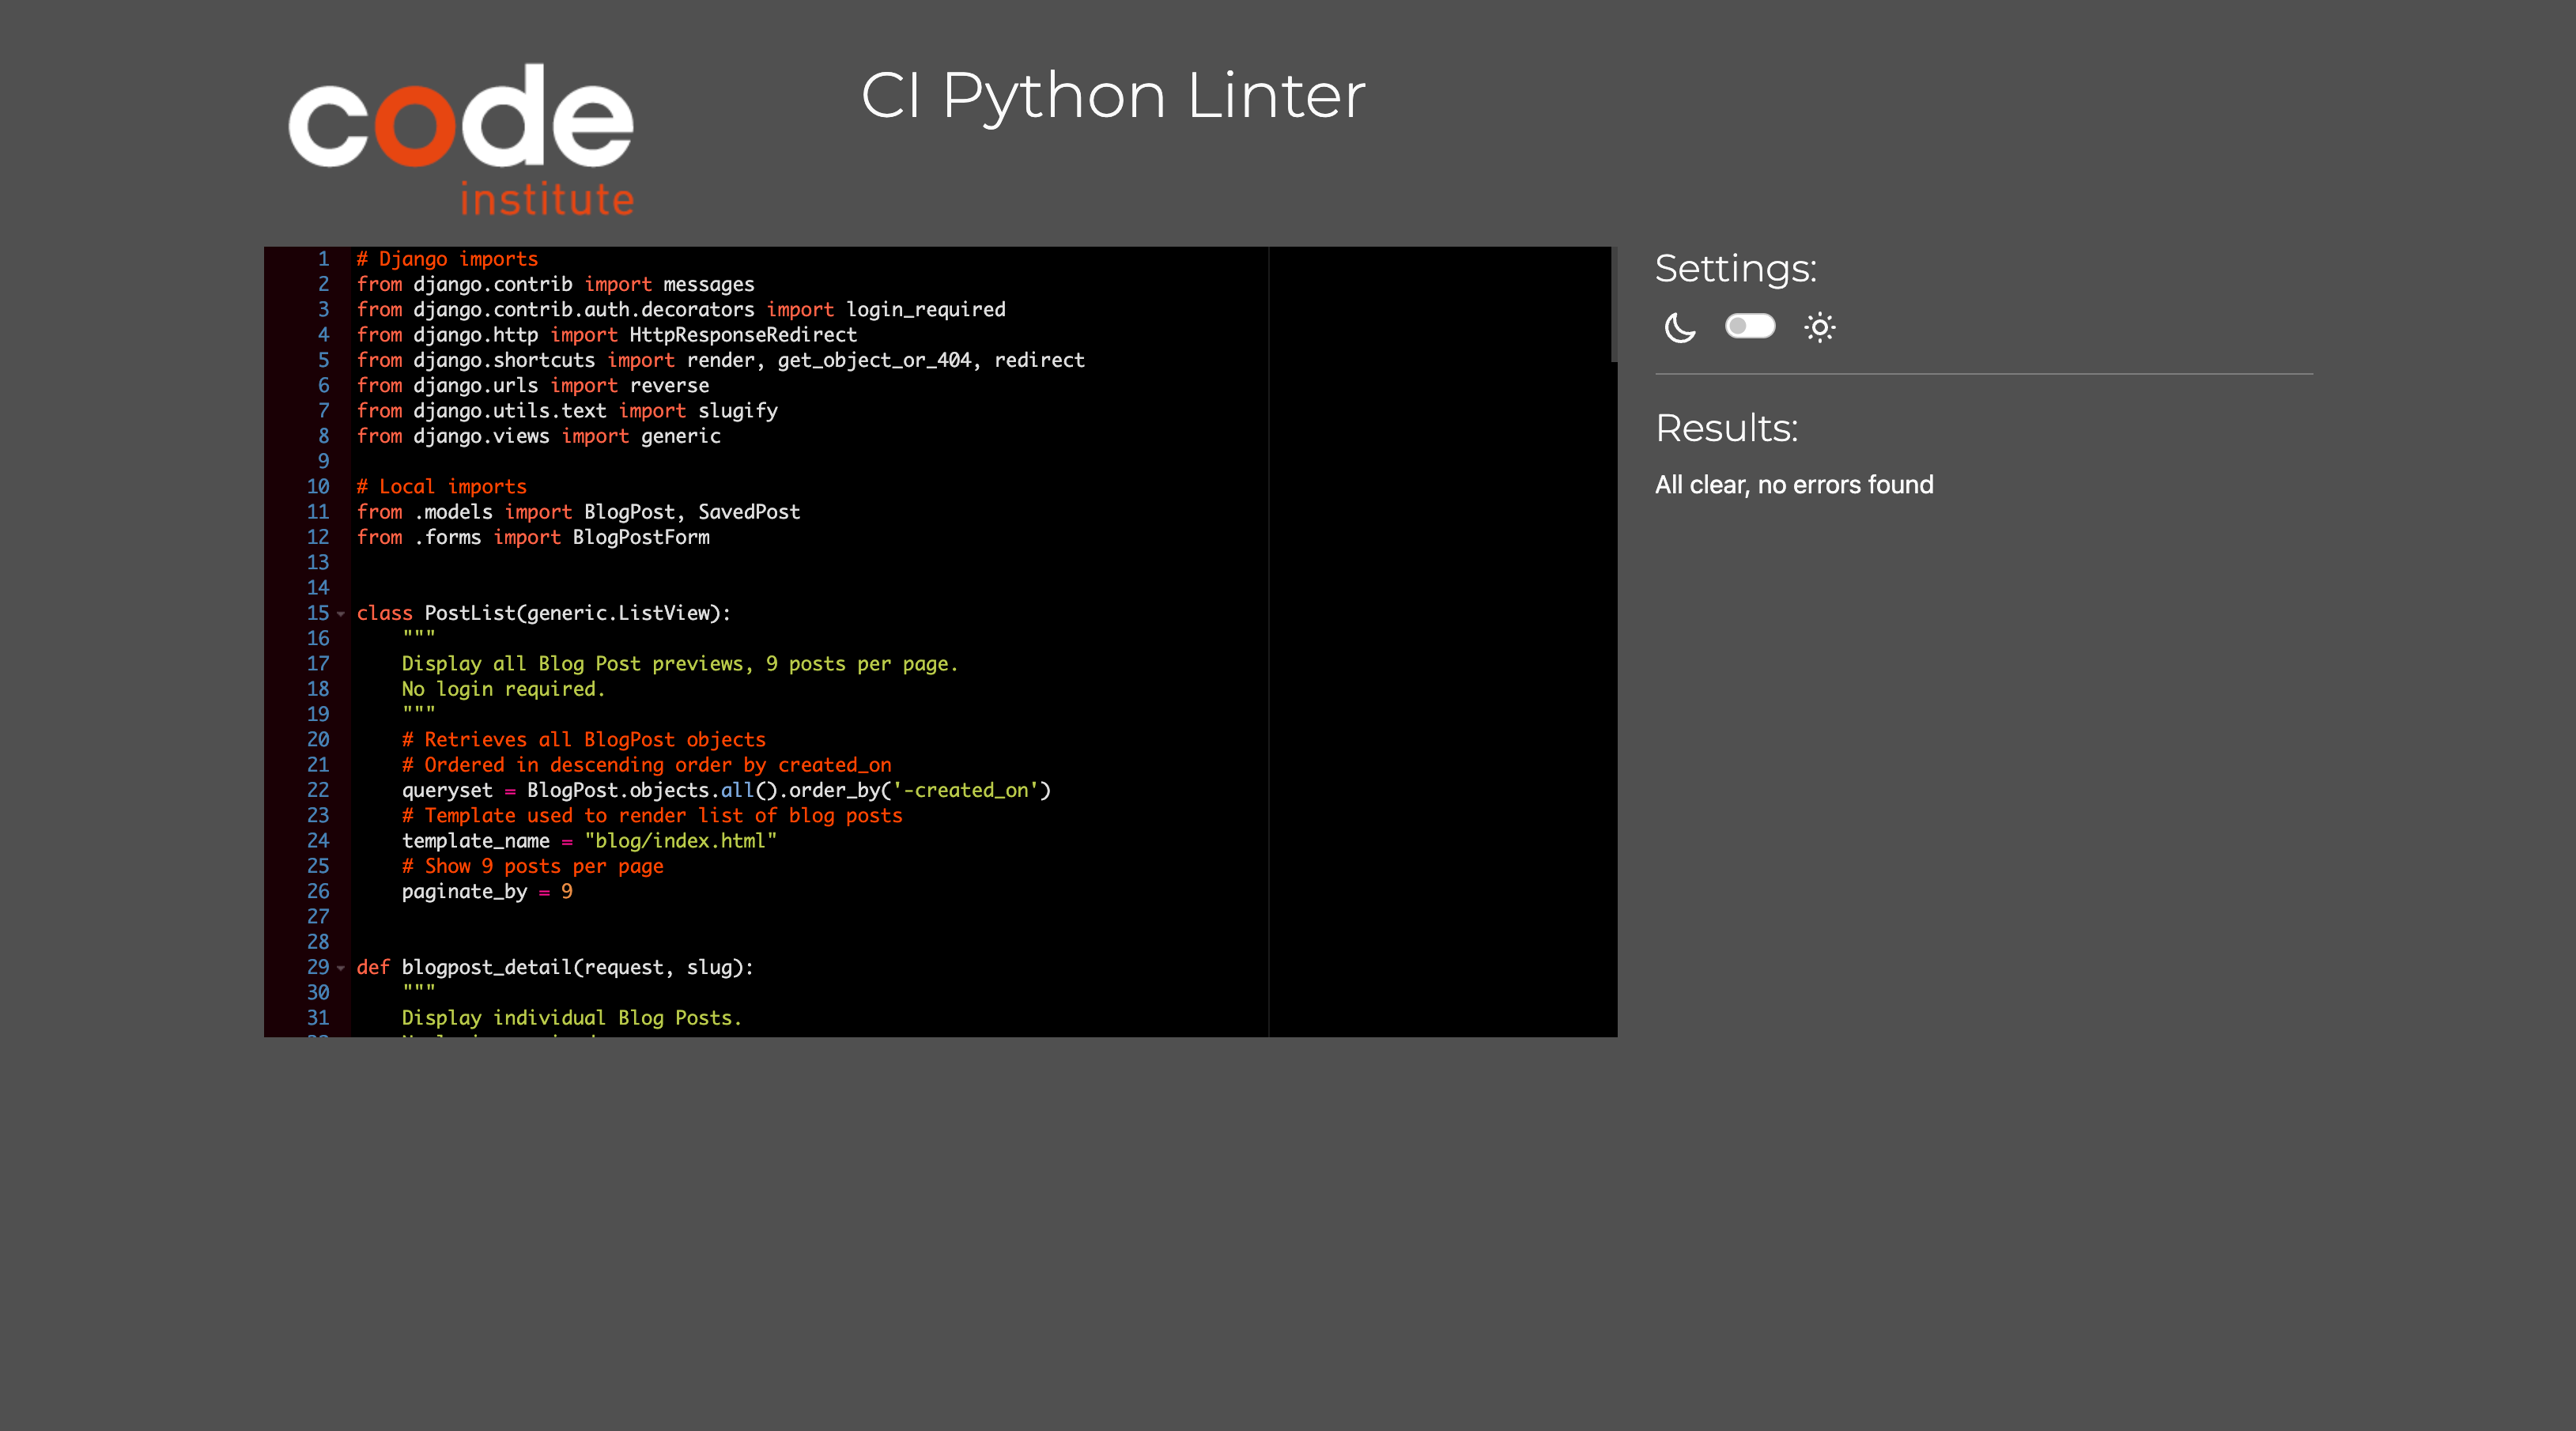 code
institute
CI Python Linter
1 # Django imports
2 from django.contrib import messages
3 from django.contrib.auth.decorators import login_required
4 from django.http import HttpResponseRedirect
5 from django.shortcuts import render, get_object_or_404, redirect
6 from django.urls import reverse
7 from django.utils.text import slugify
8 from django.views import generic
9
10 # Local imports
11 from .models import BlogPost, SavedPost
12 from .forms import BlogPostForm
13
14
15 class PostList(generic.ListView):
16     """
17     Display all Blog Post previews, 9 posts per page.
18     No login required.
19     """
20     # Retrieves all BlogPost objects
21     # Ordered in descending order by created_on
22     queryset = BlogPost.objects.all().order_by('-created_on')
23     # Template used to render list of blog posts
24     template_name = "blog/index.html"
25     # Show 9 posts per page
26     paginate_by = 9
27
28
29 def blogpost_detail(request, slug):
30     """
31     Display individual Blog Posts.
Settings:
Results:
All clear, no errors found